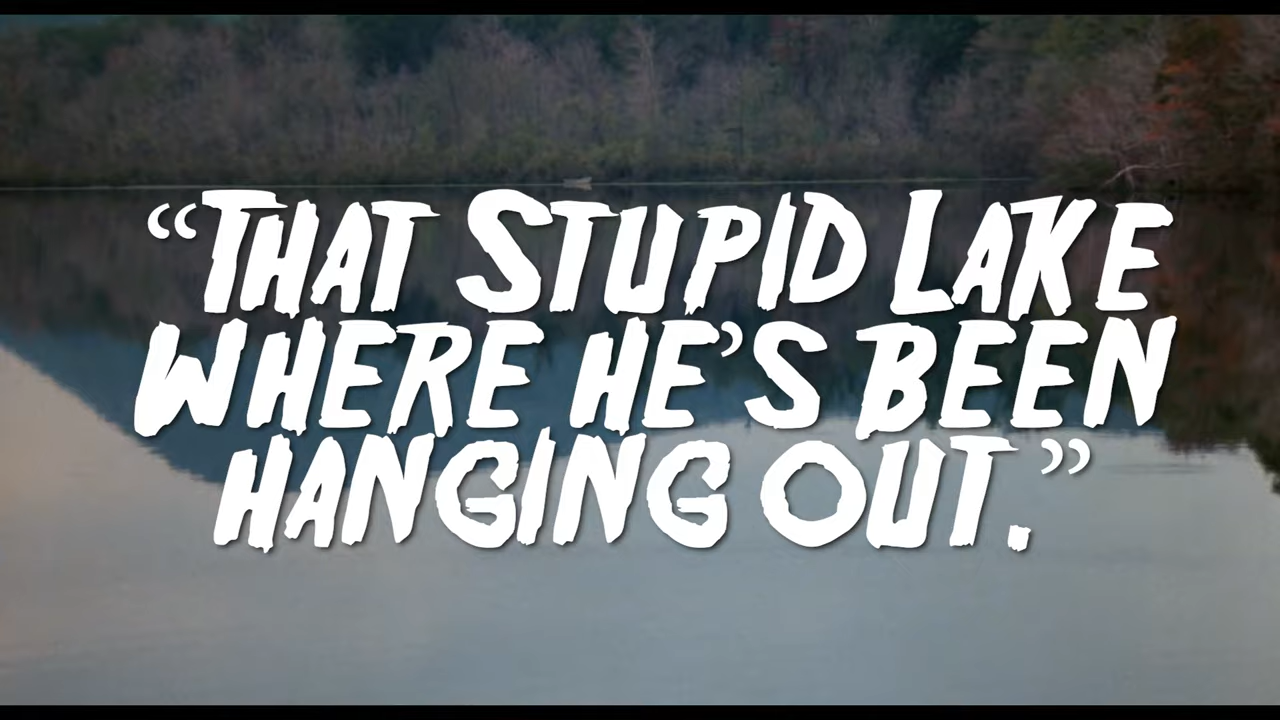 “THAT STUPID LAKE
WHERE HE’S BEEN
HANGING OUT.”